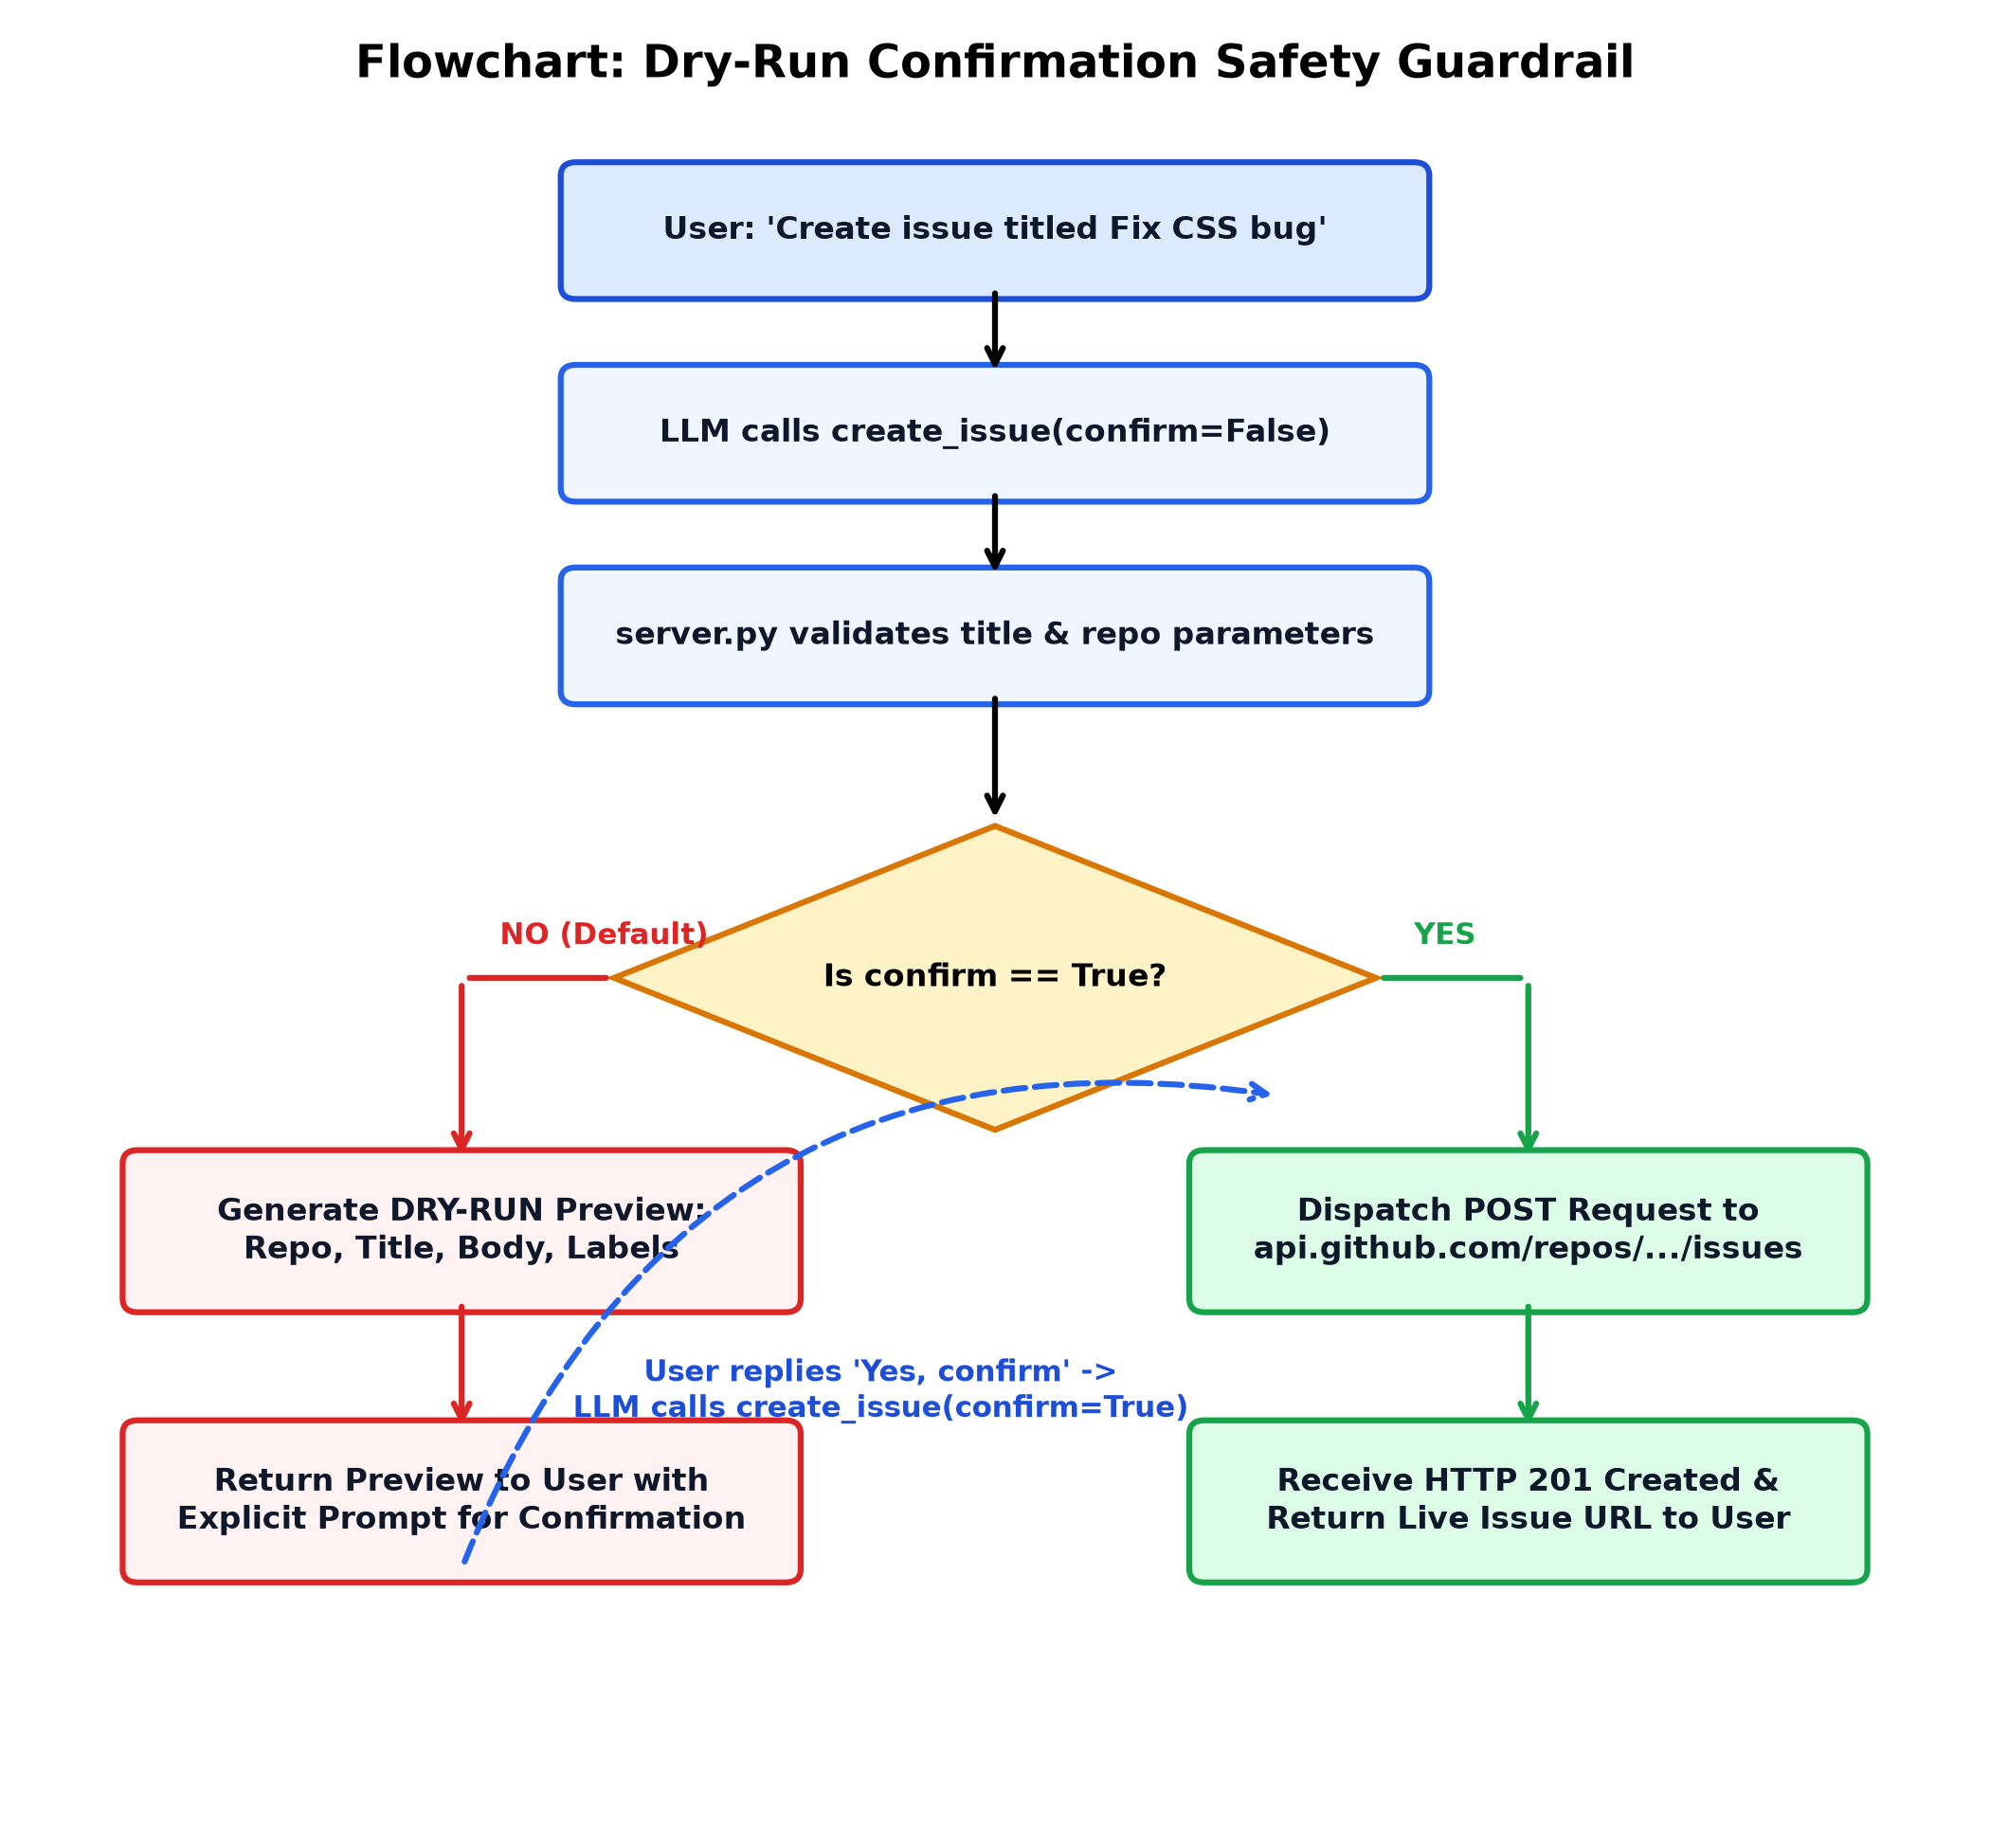 Flowchart: Dry-Run Confirmation Safety Guardrail
User: 'Create issue titled Fix CSS bug'
LLM calls create_issue(confirm=False)
server.py validates title & repo parameters
NO (Default)
YES
Is confirm == True?
Generate DRY-RUN Preview:
Repo, Title, Body, Labels
Dispatch POST Request to
api.github.com/repos/.../issues
User replies 'Yes, confirm' ->
LLM calls create_issue(confirm=True)
Return Preview to User with
Explicit Prompt for Confirmation
Receive HTTP 201 Created &
Return Live Issue URL to User